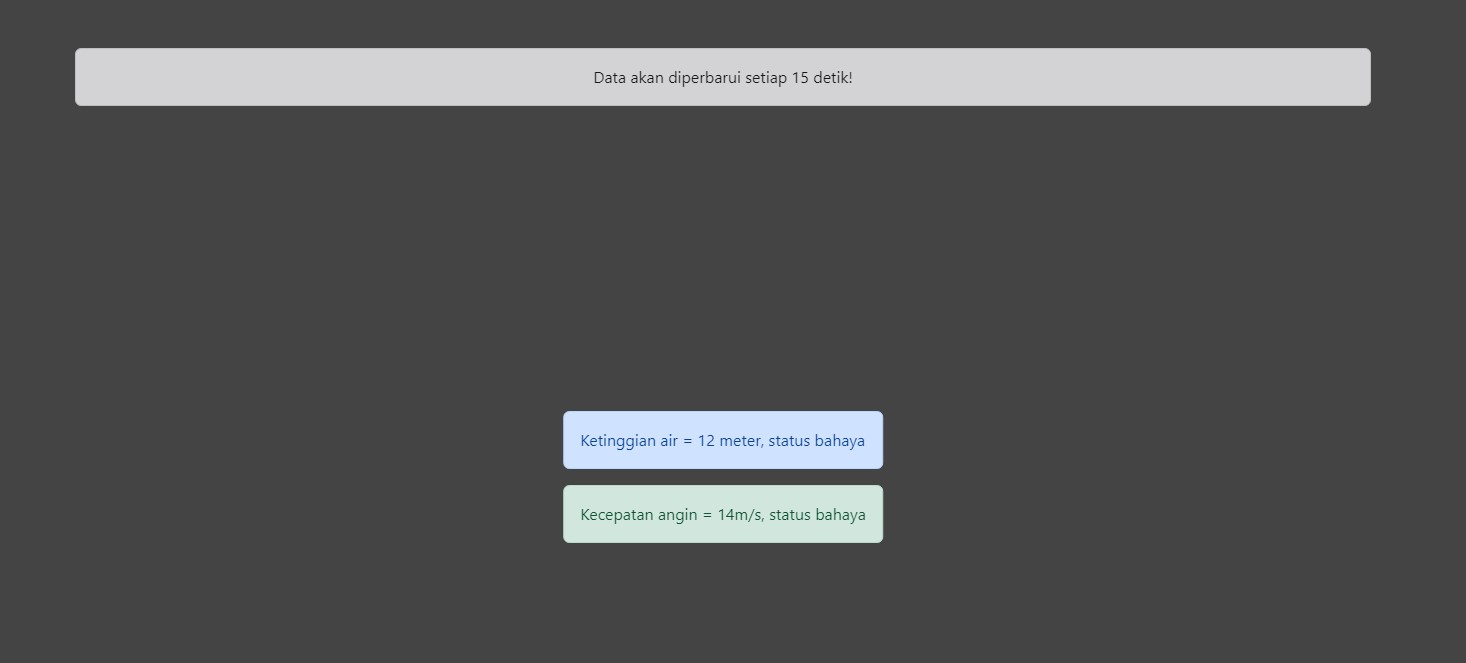 Data akan diperbarui setiap 15 detik!
Ketinggian air = 12 meter, status bahaya
Kecepatan angin = 14m/s, status bahaya